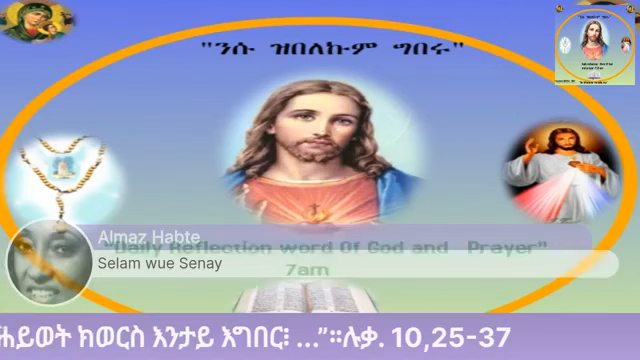 "ንሱ ዝበለኩም ግበሩ"
Almaz Habte
"Daily Reflection word Of God and Prayer"
Selam wue Senay
7am
ሕይወት ክወርስ እንታይ እግበር፧ ...”።ሉቃ. 10,25-37